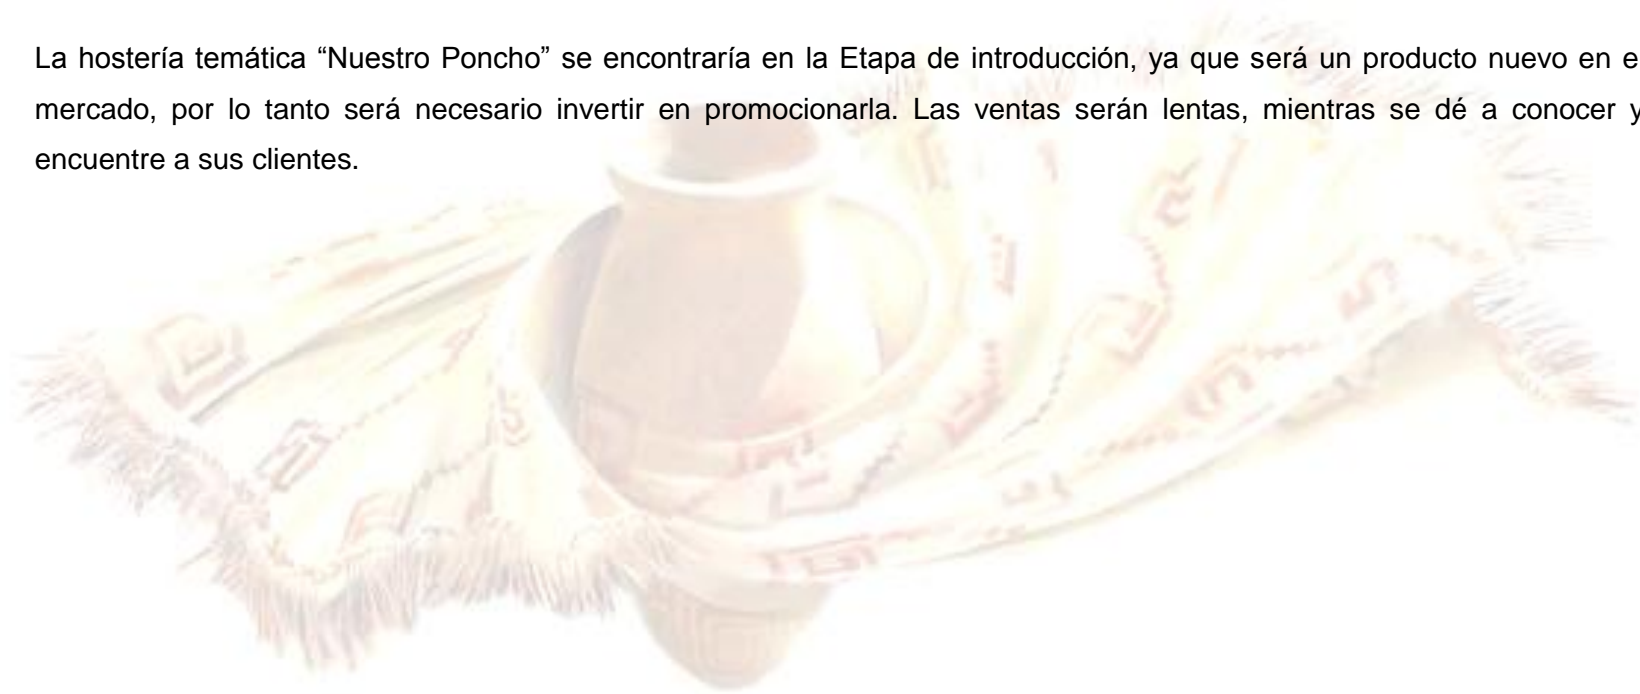 La hostería temática “Nuestro Poncho” se encontraría en la Etapa de introducción, ya que será un producto nuevo en e
mercado, por lo tanto será necesario invertir en promocionarla. Las ventas serán lentas, mientras se dé a conocer y
encuentre a sus clientes.